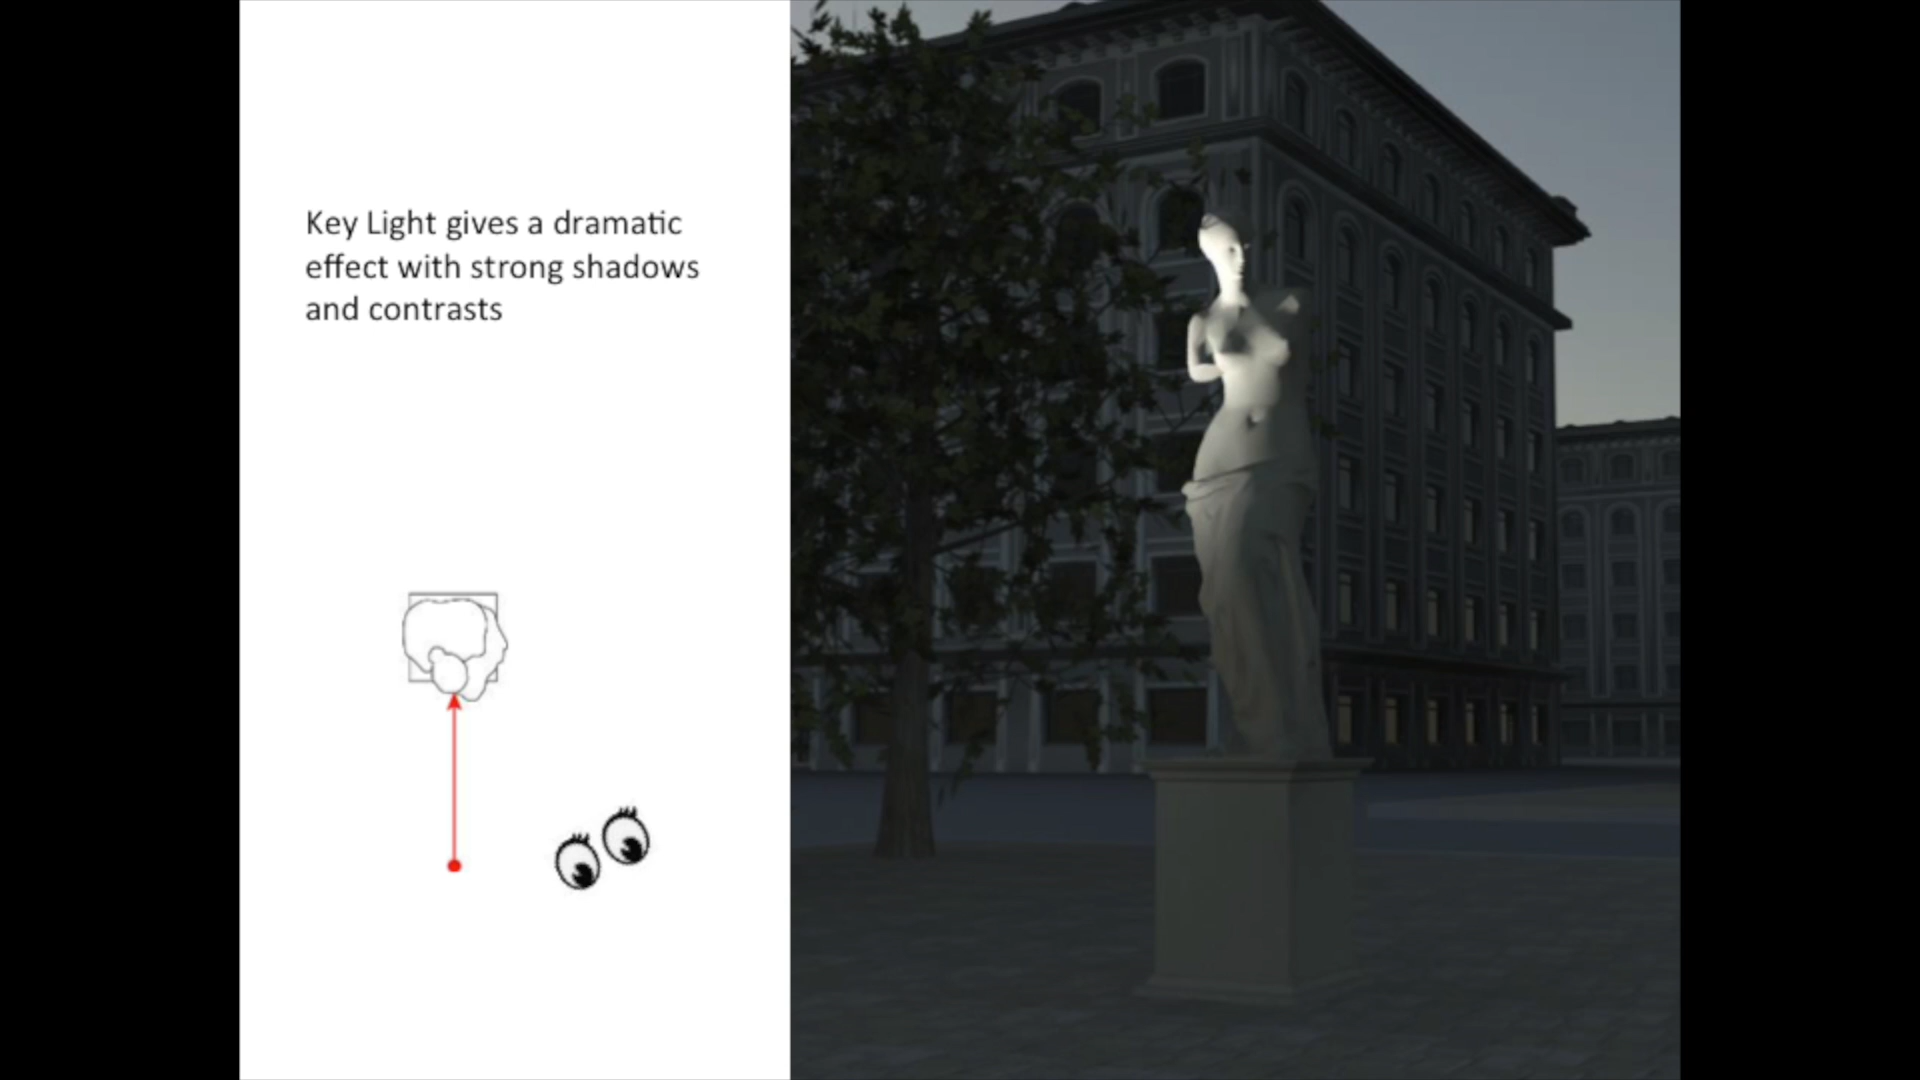 Key Light gives a dramatic
effect with strong shadows
and contrasts